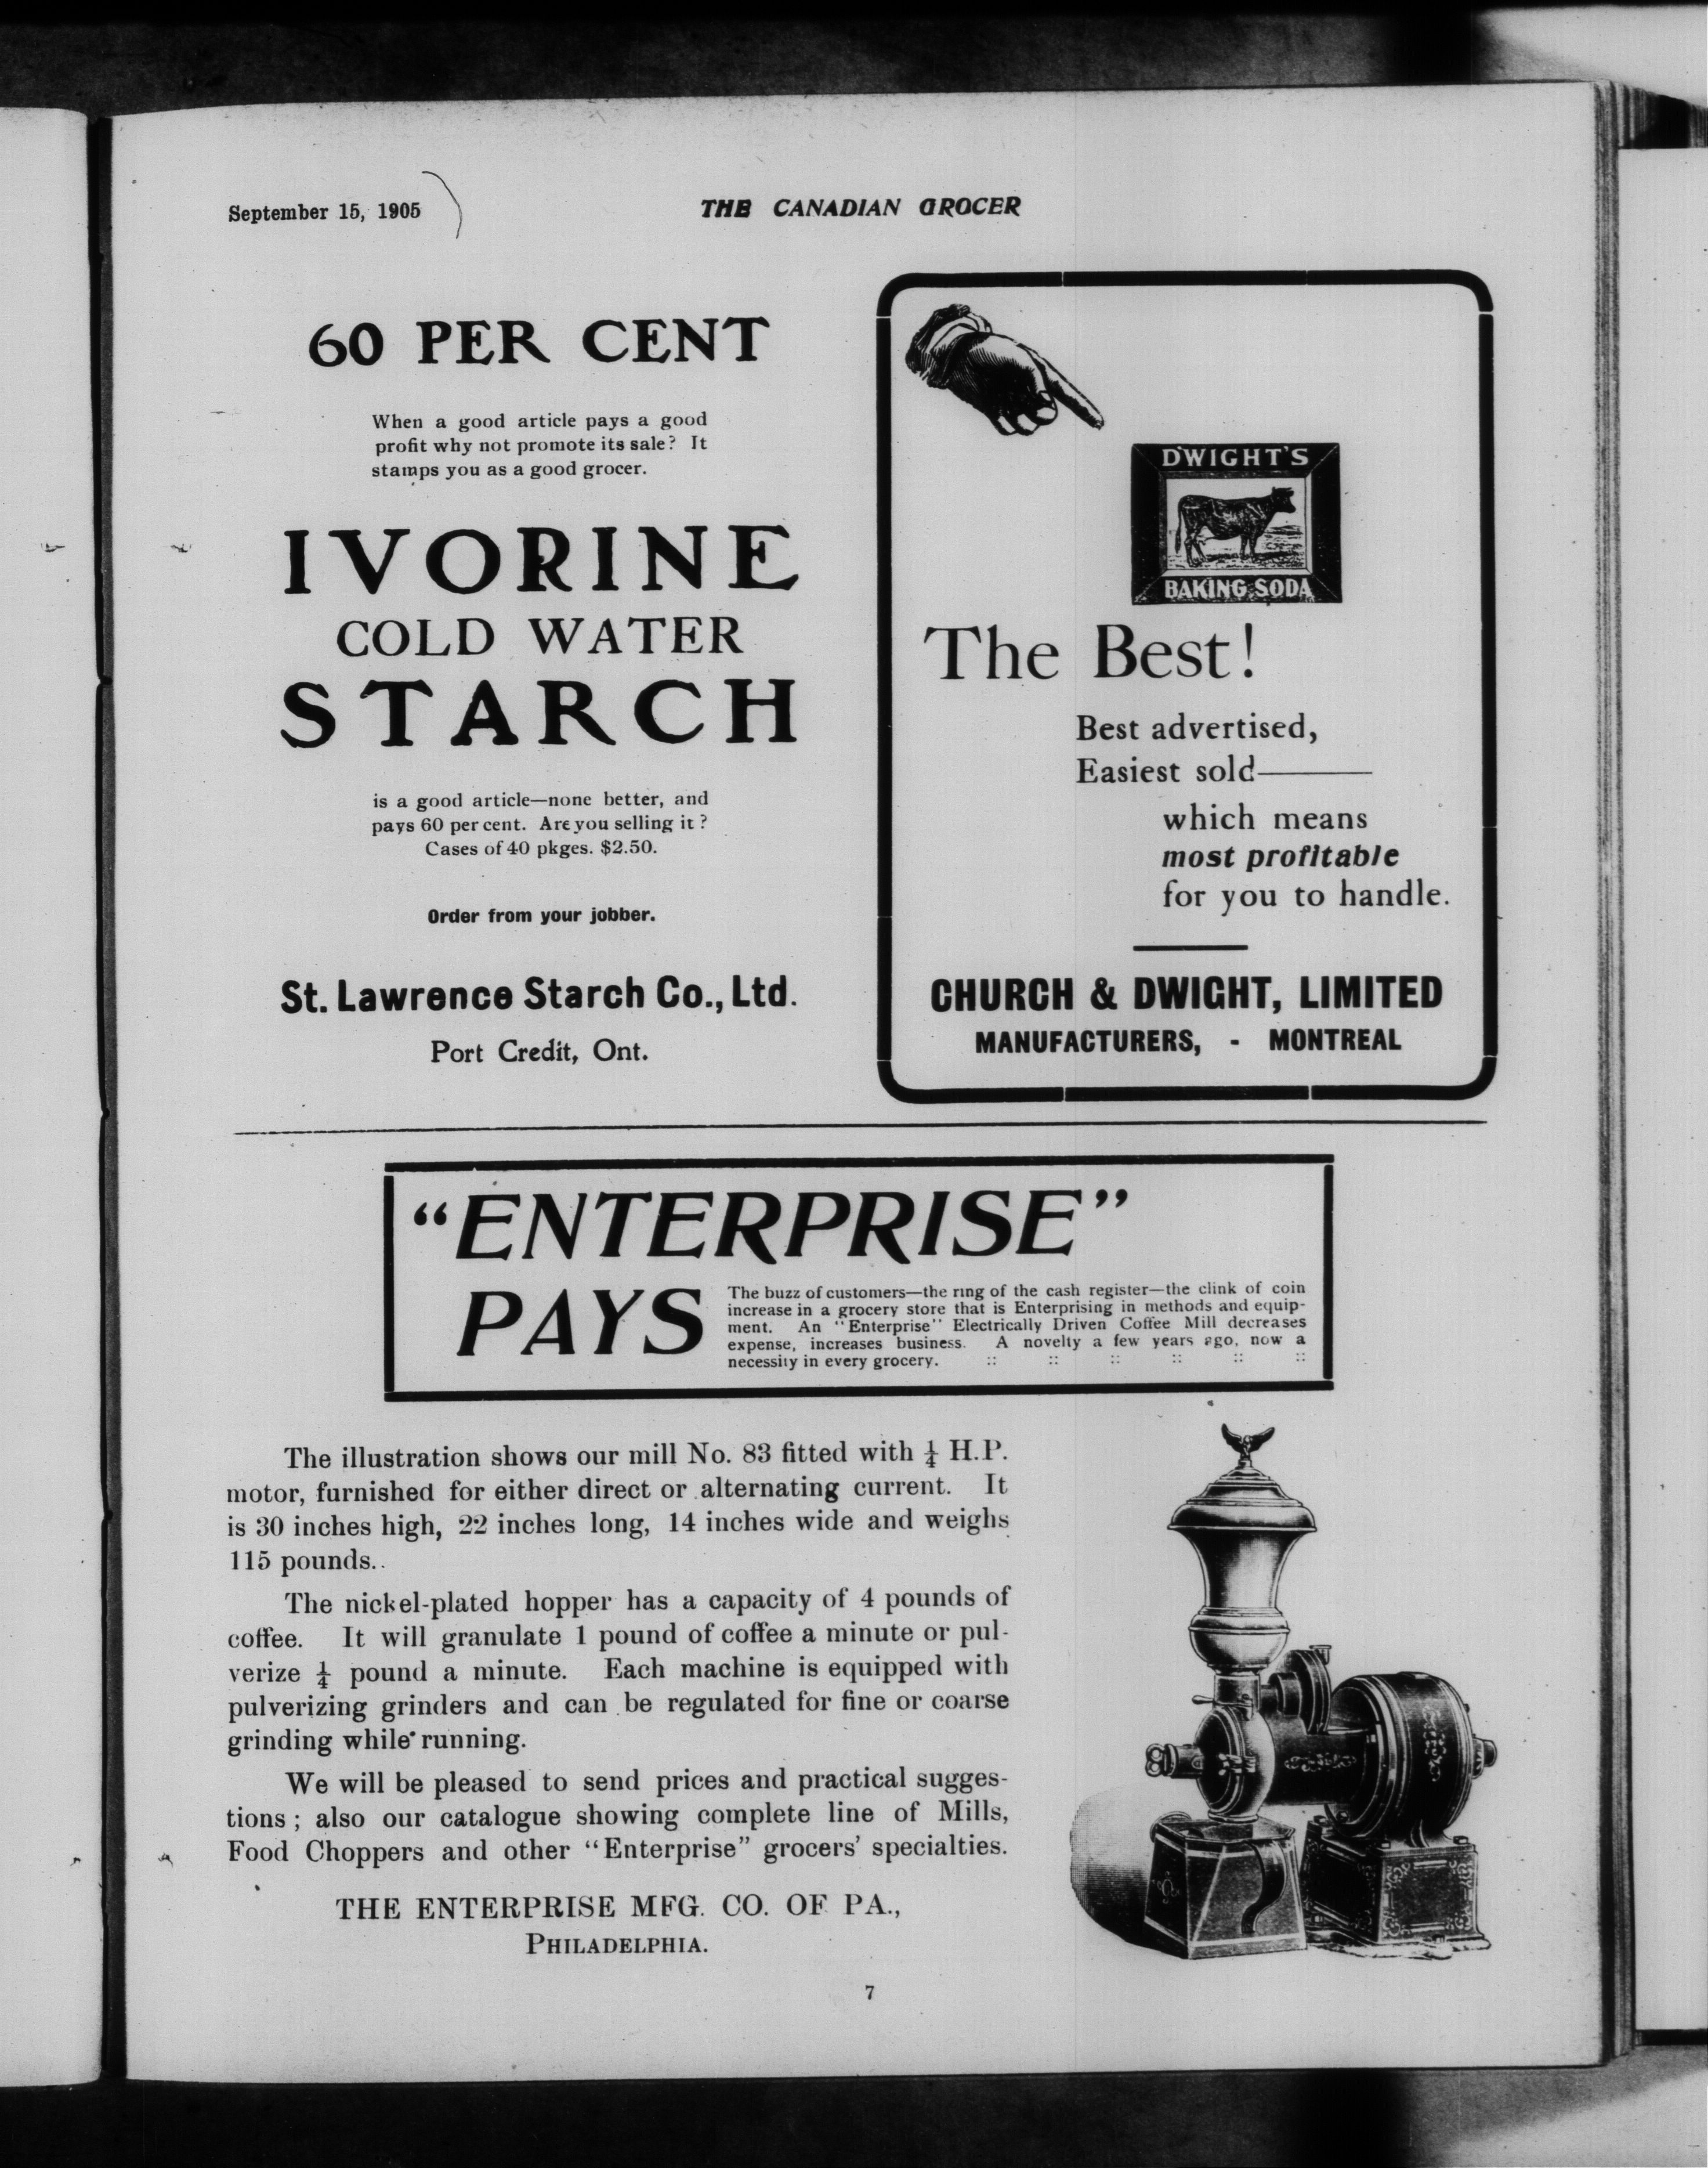 September 15, 1905
THE CANADIAN GROCER
60 PER CENT
When a good article pays a good
profit why not promote its sale? It
stamps you as a good grocer.
IVORINE
COLD WATER
STARCH
is a good article—none better, and
pays 60 per cent. Are you selling it?
Cases of 40 pkges. $2.50.
Order from your jobber.
St. Lawrence Starch Co., Ltd.
Port Credit, Ont.
DWIGHT'S
BAKING SODA
The Best!
Best advertised,
Easiest sold—
which means
most profitable
for you to handle.
CHURCH & DWIGHT, LIMITED
MANUFACTURERS, - MONTREAL
"ENTERPRISE"
PAYS
The buzz of customers—the ring of the cash register—the clink of coin
increase in a grocery store that is Enterprising in methods and equip-
ment. An "Enterprise" Electrically Driven Coffee Mill decreases
expense, increases business. A novelty a few years ago, now a
necessity in every grocery. :: :: :: :: :: ::
The illustration shows our mill No. 83 fitted with ¼ H.P.
motor, furnished for either direct or alternating current. It
is 30 inches high, 22 inches long, 14 inches wide and weighs
115 pounds.
The nickel-plated hopper has a capacity of 4 pounds of
coffee. It will granulate 1 pound of coffee a minute or pul-
verize ¼ pound a minute. Each machine is equipped with
pulverizing grinders and can be regulated for fine or coarse
grinding while running.
We will be pleased to send prices and practical sugges-
tions; also our catalogue showing complete line of Mills,
Food Choppers and other "Enterprise" grocers' specialties.
THE ENTERPRISE MFG. CO. OF PA.,
PHILADELPHIA.
7